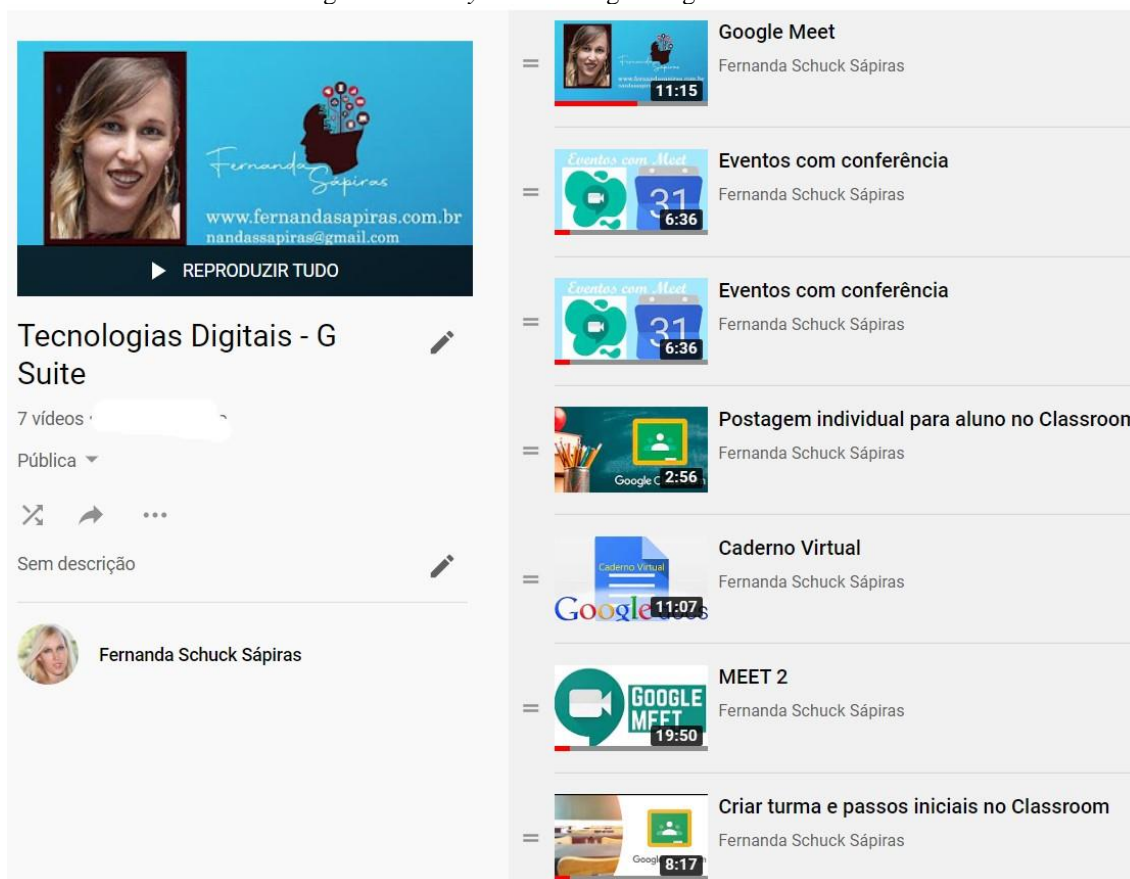 Fernanda
Sápiras
www.fernandasapiras.com.br
nandassapiras@gmail.com
REPRODUZIR TUDO
Tecnologias Digitais - G
Suite
7 vídeos
Pública
Sem descrição
Fernanda Schuck Sápiras
11:15
Google Meet
Fernanda Schuck Sápiras
Eventos com Meet
31
6:36
Eventos com conferência
Fernanda Schuck Sápiras
Eventos com Meet
31
6:36
Eventos com conferência
Fernanda Schuck Sápiras
Google C
2:56
Postagem individual para aluno no Classroom
Fernanda Schuck Sápiras
Caderno Virtual
Google
11:07
Caderno Virtual
Fernanda Schuck Sápiras
GOOGLE
MEET
19:50
MEET 2
Fernanda Schuck Sápiras
8:17
Criar turma e passos iniciais no Classroom
Fernanda Schuck Sápiras